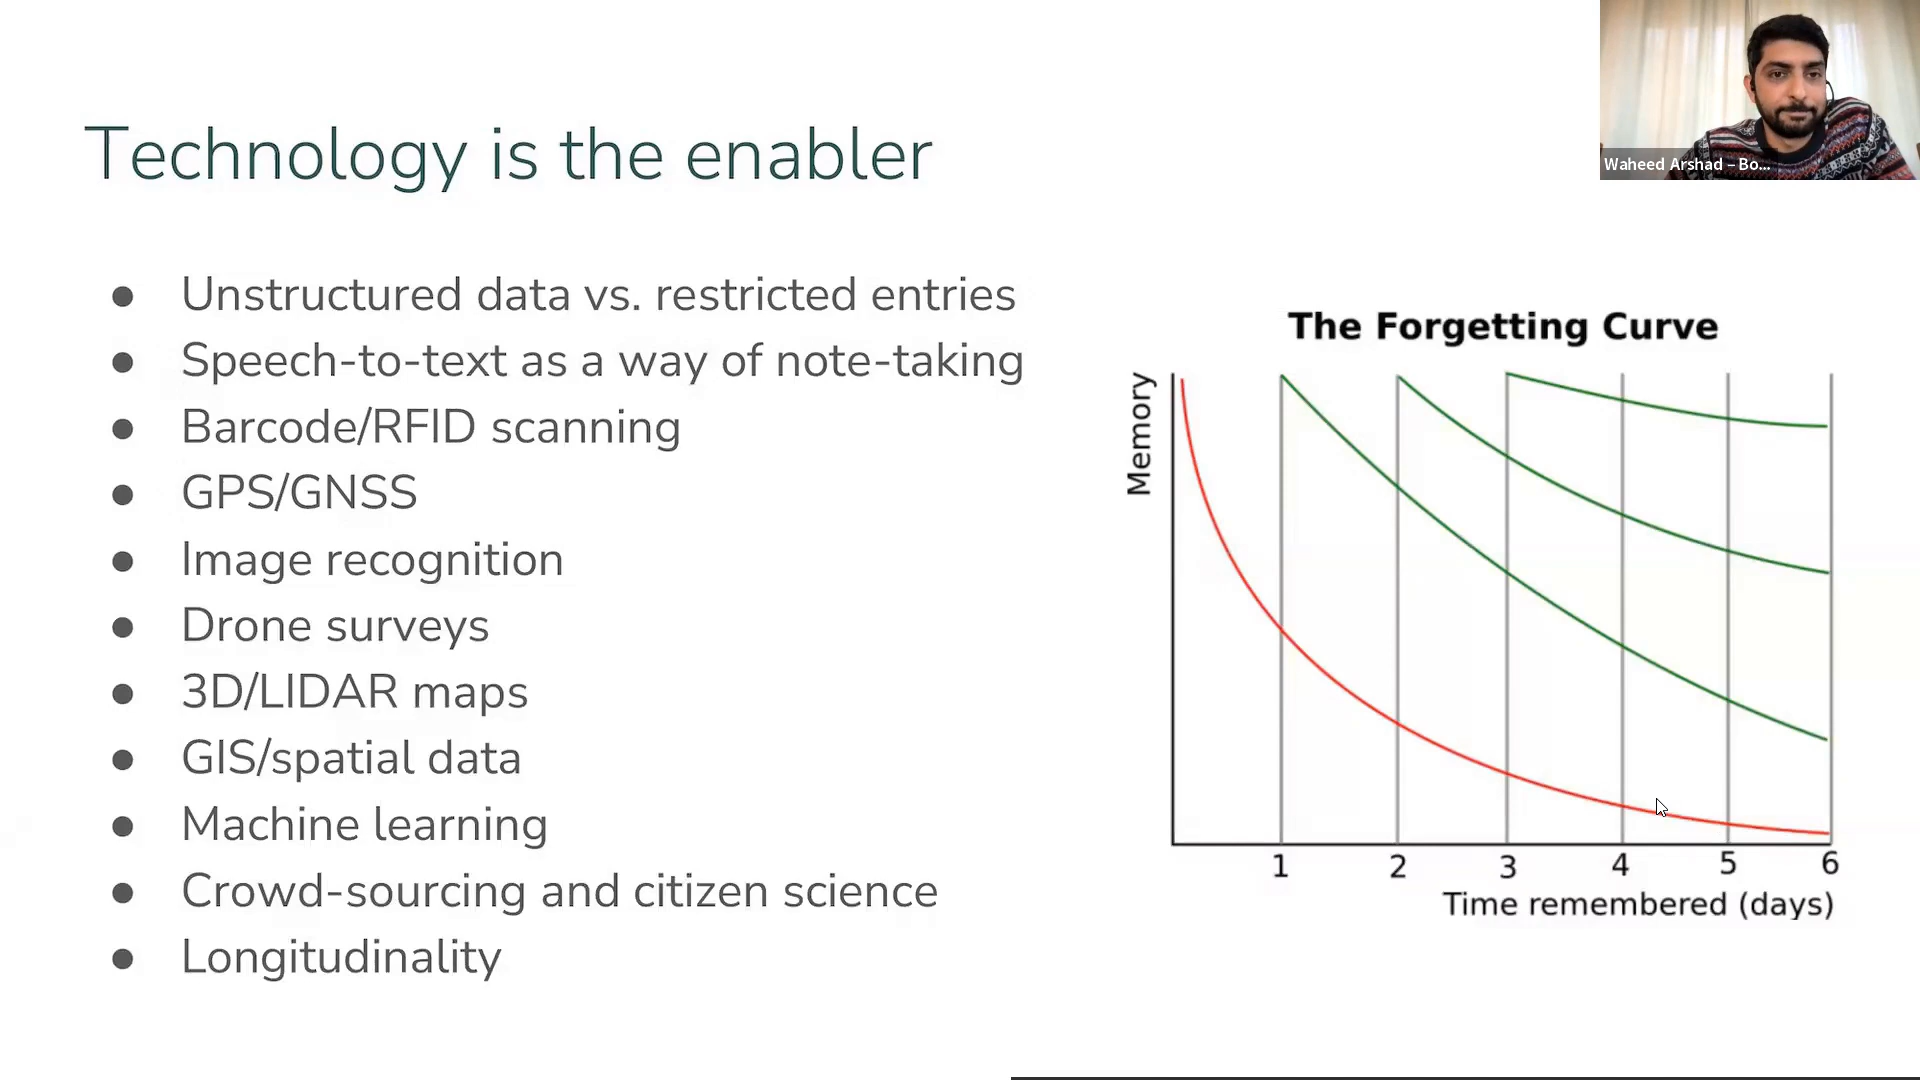 Technology is the enabler
Waheed Arshad – Bo...
● Unstructured data vs. restricted entries
● Speech-to-text as a way of note-taking
● Barcode/RFID scanning
● GPS/GNSS
● Image recognition
● Drone surveys
● 3D/LIDAR maps
● GIS/spatial data
● Machine learning
● Crowd-sourcing and citizen science
● Longitudinality
The Forgetting Curve
Memory
1 2 3 4 5 6
Time remembered (days)